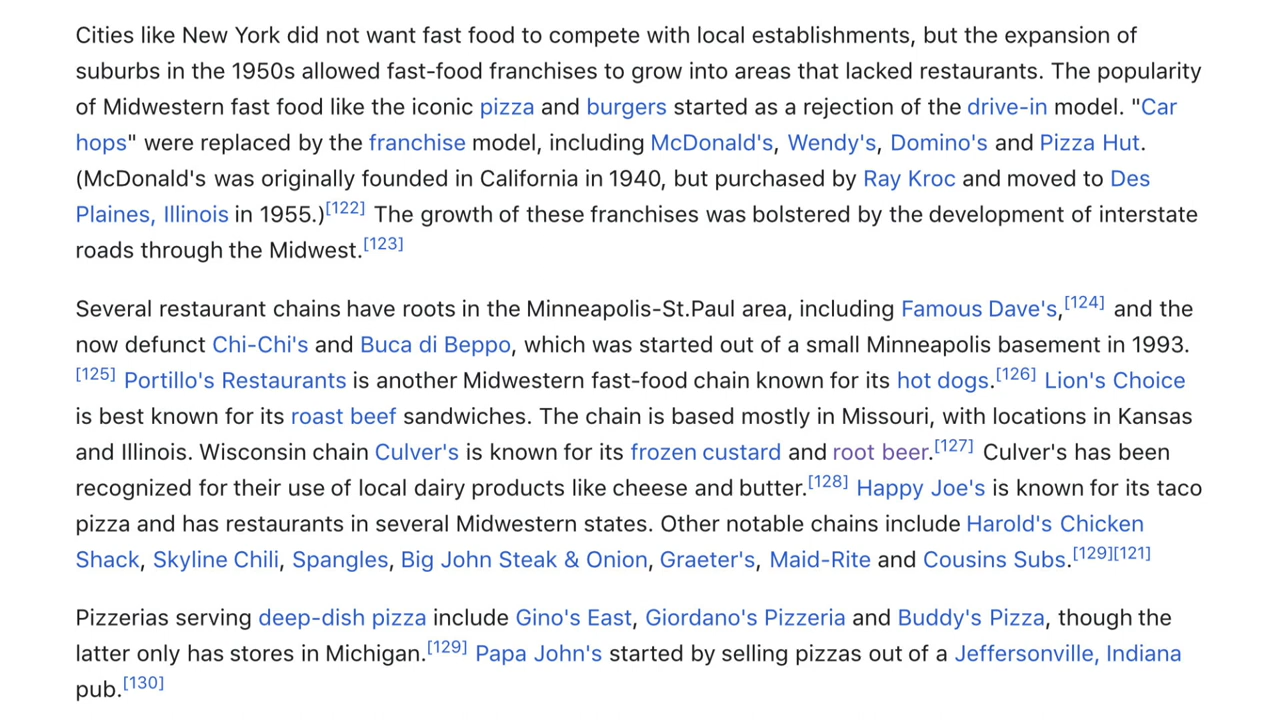 Cities like New York did not want fast food to compete with local establishments, but the expansion of
suburbs in the 1950s allowed fast-food franchises to grow into areas that lacked restaurants. The popularity
of Midwestern fast food like the iconic pizza and burgers started as a rejection of the drive-in model. "Car
hops" were replaced by the franchise model, including McDonald's, Wendy's, Domino's and Pizza Hut.
(McDonald's was originally founded in California in 1940, but purchased by Ray Kroc and moved to Des
Plaines, Illinois in 1955.)[122] The growth of these franchises was bolstered by the development of interstate
roads through the Midwest.[123]
Several restaurant chains have roots in the Minneapolis-St.Paul area, including Famous Dave's,[124] and the
now defunct Chi-Chi's and Buca di Beppo, which was started out of a small Minneapolis basement in 1993.
[125] Portillo's Restaurants is another Midwestern fast-food chain known for its hot dogs.[126] Lion's Choice
is best known for its roast beef sandwiches. The chain is based mostly in Missouri, with locations in Kansas
and Illinois. Wisconsin chain Culver's is known for its frozen custard and root beer.[127] Culver's has been
recognized for their use of local dairy products like cheese and butter.[128] Happy Joe's is known for its taco
pizza and has restaurants in several Midwestern states. Other notable chains include Harold's Chicken
Shack, Skyline Chili, Spangles, Big John Steak & Onion, Graeter's, Maid-Rite and Cousins Subs.[129][121]
Pizzerias serving deep-dish pizza include Gino's East, Giordano's Pizzeria and Buddy's Pizza, though the
latter only has stores in Michigan.[129] Papa John's started by selling pizzas out of a Jeffersonville, Indiana
pub.[130]